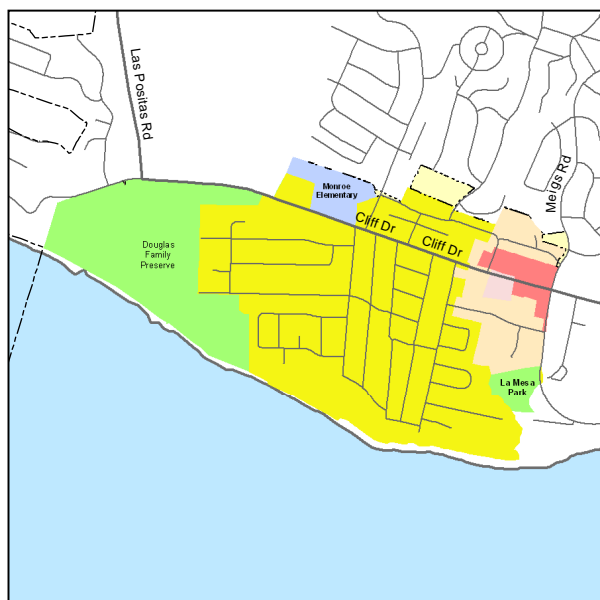 Las Positas Rd
Meigs Rd
Monroe
Elementary
Cliff Dr
Cliff Dr
Douglas
Family
Preserve
La Mesa
Park